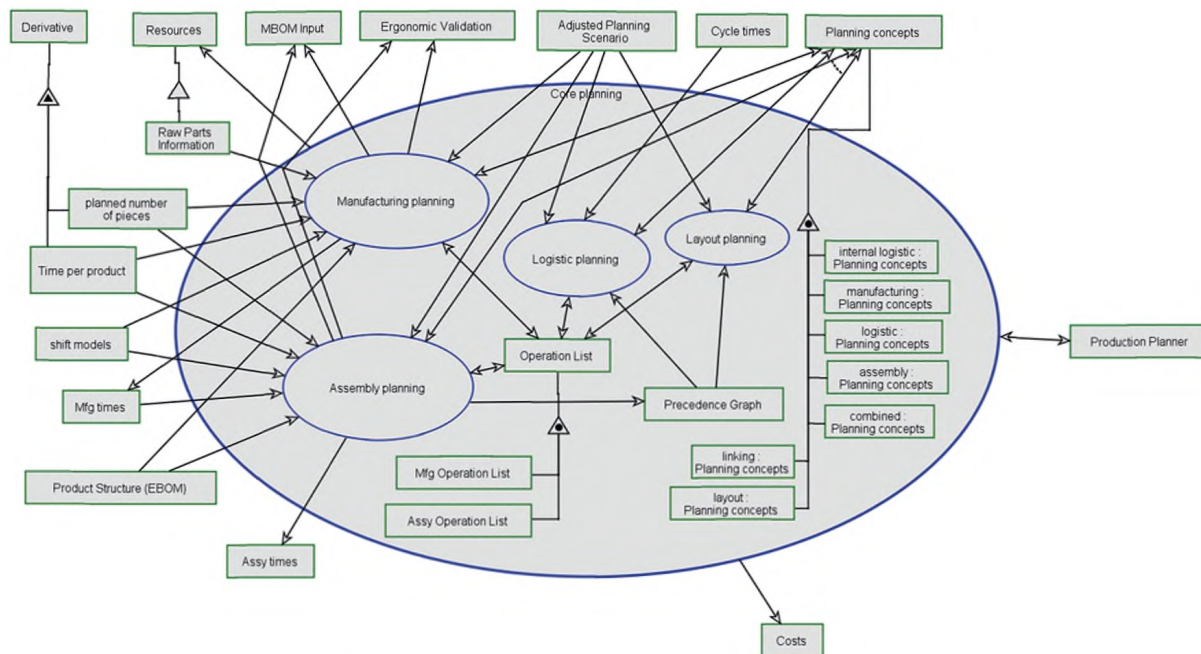 Derivative
Resources
MBOM Input
Ergonomic Validation
Adjusted Planning
Scenario
Cycle times
Planning concepts
Core planning
Raw Parts
Information
Manufacturing planning
planned number
of pieces
Logistic planning
Layout planning
Time per product
internal logistic :
Planning concepts
manufacturing :
Planning concepts
logistic :
Planning concepts
assembly :
Planning concepts
combined :
Planning concepts
shift models
Operation List
Production Planner
Assembly planning
Mfg times
Precedence Graph
linking :
Planning concepts
Mfg Operation List
Product Structure (EBOM)
layout :
Planning concepts
Assy Operation List
Assy times
Costs